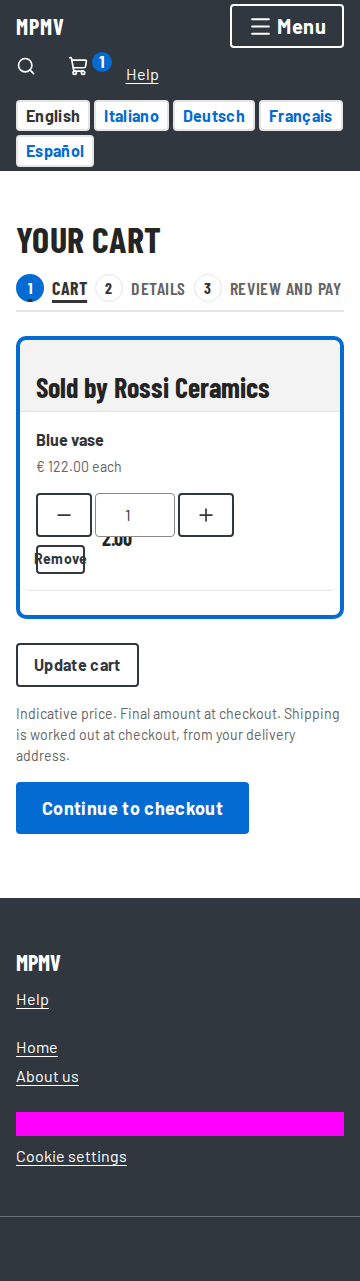 MPMV
Menu
1
Help
English Italiano Deutsch Français
Español
YOUR CART
1 CART 2 DETAILS 3 REVIEW AND PAY
Sold by Rossi Ceramics
Blue vase
€ 122.00 each
1
2.00
Remove
Update cart
Indicative price. Final amount at checkout. Shipping
is worked out at checkout, from your delivery
address.
Continue to checkout
MPMV
Help
Home
About us
Cookie settings